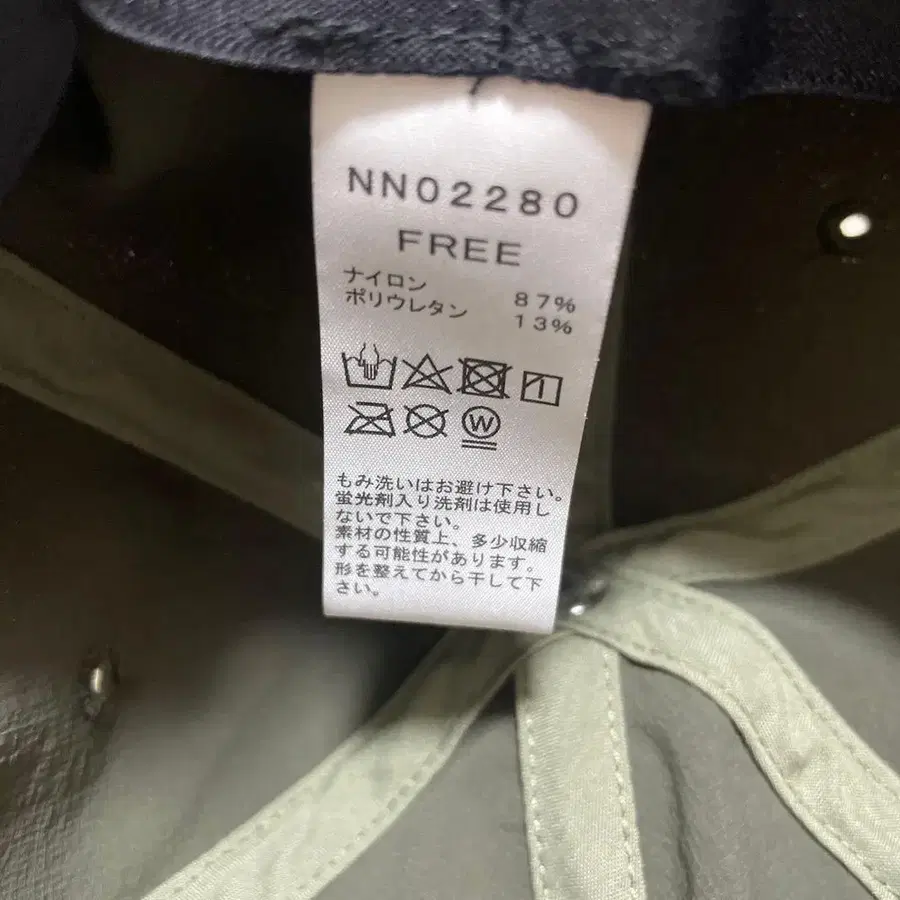 NN02280
FREE
ナイロン 87%
ポリウレタン 13%
W
もみ洗いはお避け下さい。
蛍光剤入り洗剤は使用し
ないで下さい。
素材の性質上、多少収縮
する可能性があります。
形を整えてから干して下
さい。